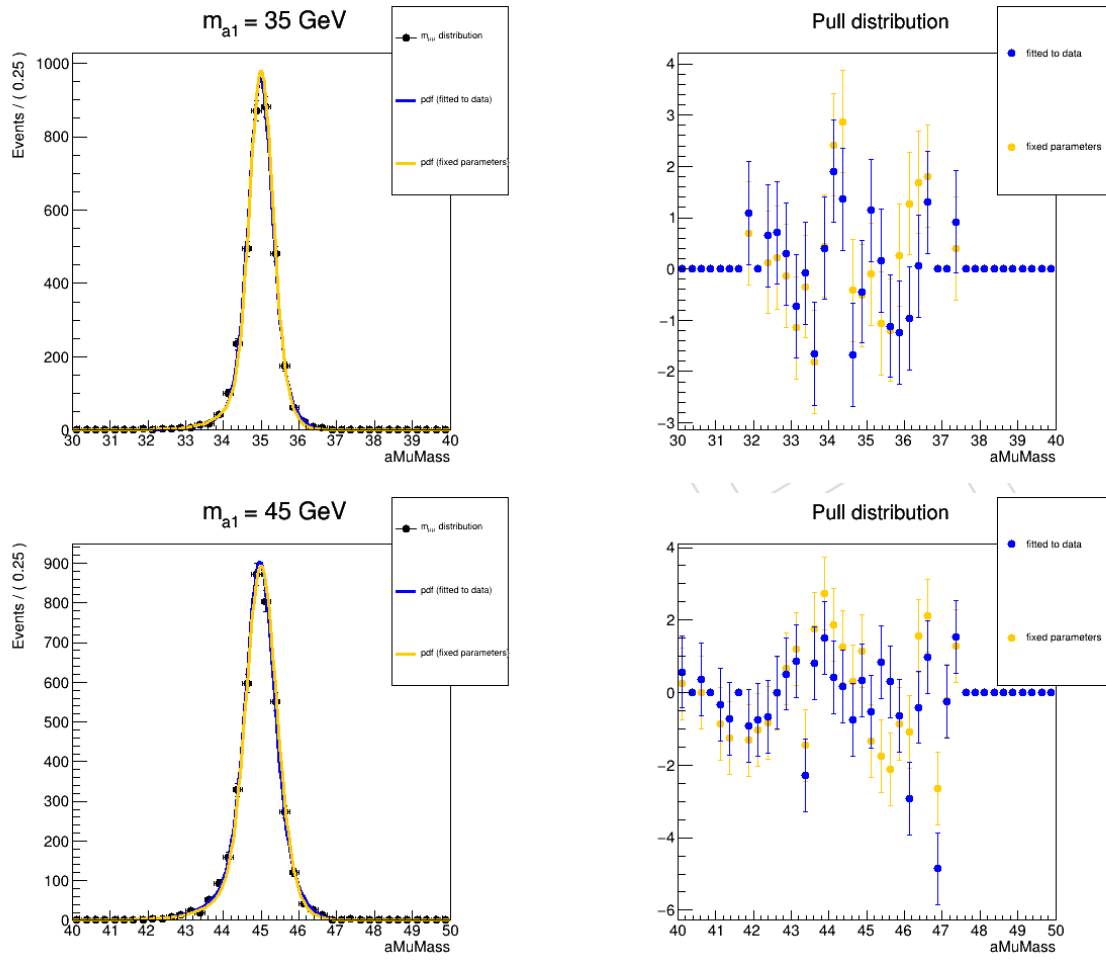 m_a1 = 35 GeV
Events / ( 0.25 )
1000
800
600
400
200
0
30 31 32 33 34 35 36 37 38 39 40
aMuMass
m_μμ distribution
pdf (fitted to data)
pdf (fixed parameters)
Pull distribution
4
3
2
1
0
−1
−2
−3
30 31 32 33 34 35 36 37 38 39 40
aMuMass
fitted to data
fixed parameters
m_a1 = 45 GeV
Events / ( 0.25 )
900
800
700
600
500
400
300
200
100
0
40 41 42 43 44 45 46 47 48 49 50
aMuMass
m_μμ distribution
pdf (fitted to data)
pdf (fixed parameters)
Pull distribution
4
2
0
−2
−4
−6
40 41 42 43 44 45 46 47 48 49 50
aMuMass
fitted to data
fixed parameters